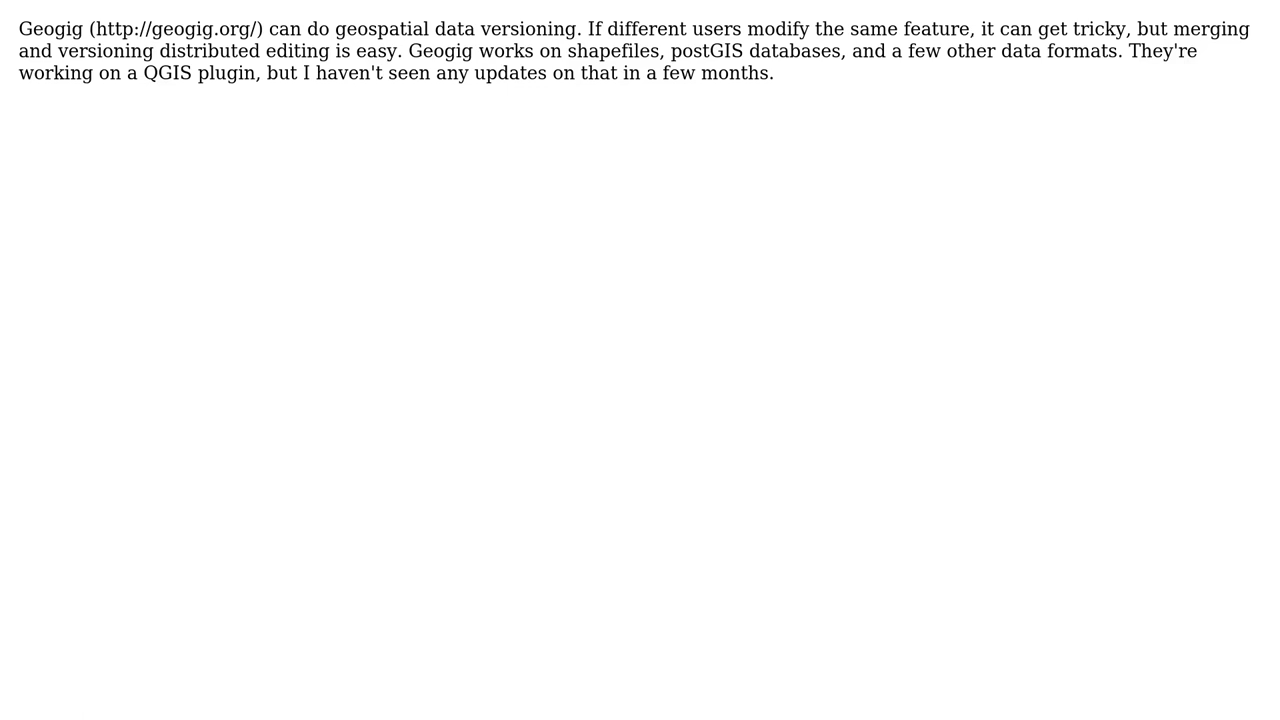 Geogig (http://geogig.org/) can do geospatial data versioning. If different users modify the same feature, it can get tricky, but merging
and versioning distributed editing is easy. Geogig works on shapefiles, postGIS databases, and a few other data formats. They're
working on a QGIS plugin, but I haven't seen any updates on that in a few months.